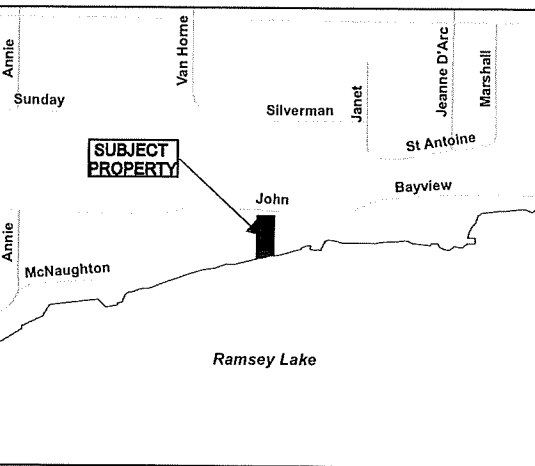 Annie
Van Horne
Jeanne D'Arc
Marshall
Sunday
Silverman
Janet
St Antoine
SUBJECT
PROPERTY
Bayview
John
Annie
McNaughton
Ramsey Lake